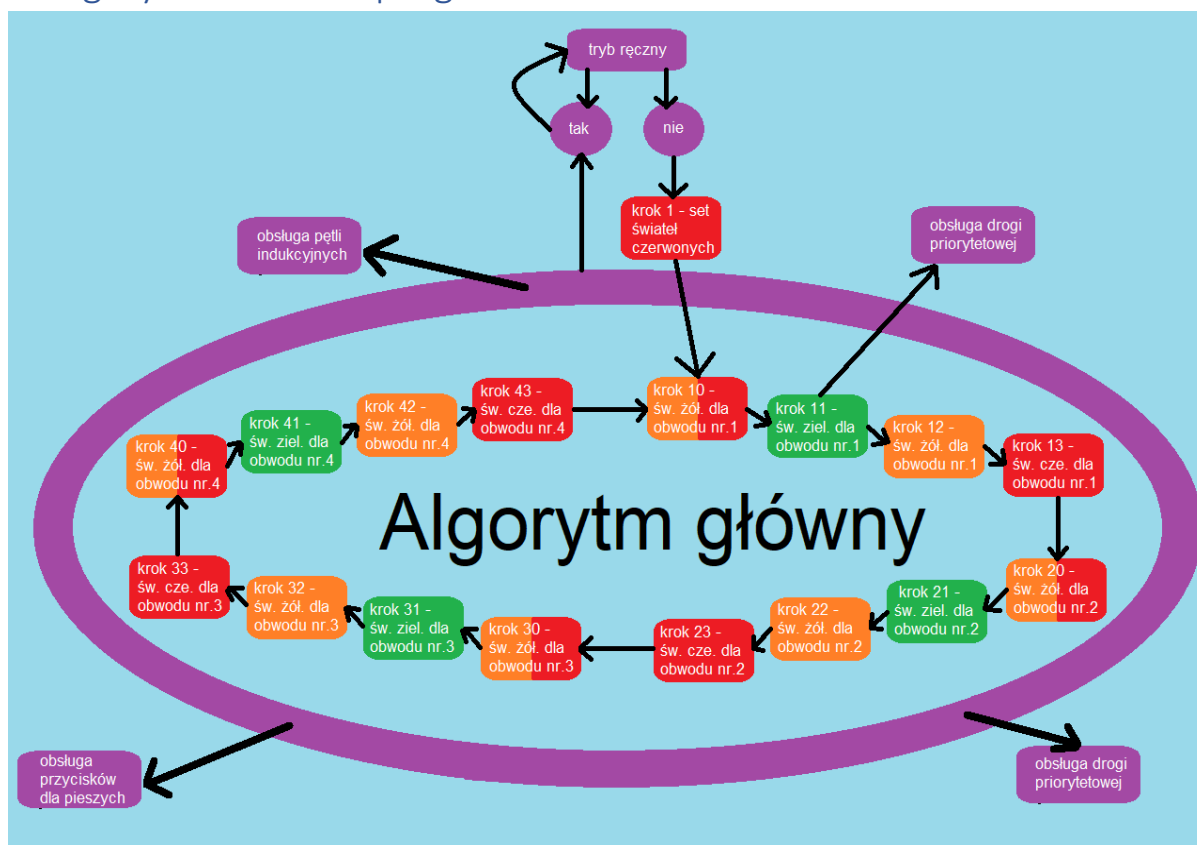 tryb ręczny
tak
nie
krok 1 - set
świateł
czerwonych
obsługa pętli
indukcyjnych
obsługa drogi
priorytetowej
krok 43 -
św. cze. dla
obwodu nr.4
krok 10 -
św. żół. dla
obwodu nr.1
krok 42 -
św. żół. dla
obwodu nr.4
krok 11 -
św. ziel. dla
obwodu nr.1
krok 41 -
św. ziel. dla
obwodu nr.4
krok 12 -
św. żół. dla
obwodu nr.1
krok 40 -
św. żół. dla
obwodu nr.4
krok 13 -
św. cze. dla
obwodu nr.1
Algorytm główny
krok 33 -
św. cze. dla
obwodu nr.3
krok 20 -
św. żół. dla
obwodu nr.2
krok 32 -
św. żół. dla
obwodu nr.3
krok 21 -
św. ziel. dla
obwodu nr.2
krok 31 -
św. ziel. dla
obwodu nr.3
krok 22 -
św. żół. dla
obwodu nr.2
krok 30 -
św. żół. dla
obwodu nr.3
krok 23 -
św. cze. dla
obwodu nr.2
obsługa
przycisków
dla pieszych
obsługa drogi
priorytetowej